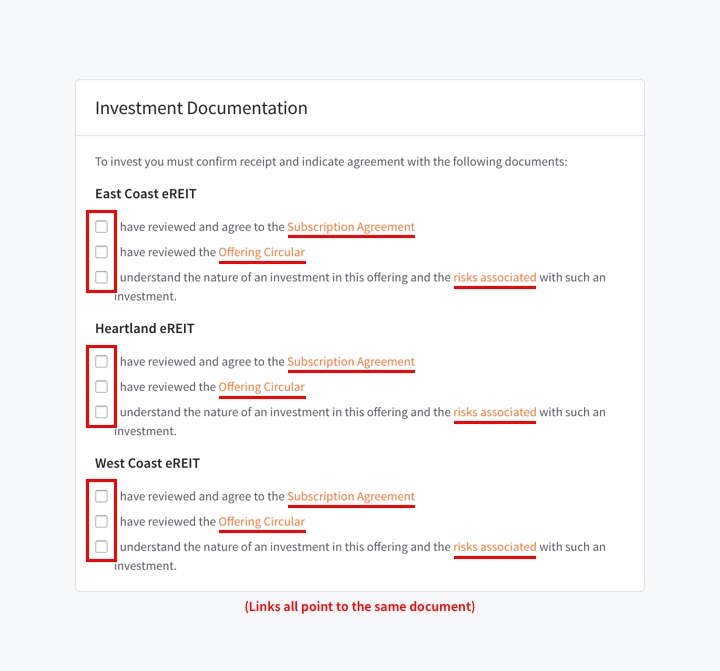 Investment Documentation
To invest you must confirm receipt and indicate agreement with the following documents:
East Coast eREIT
have reviewed and agree to the Subscription Agreement
have reviewed the Offering Circular
understand the nature of an investment in this offering and the risks associated with such an
investment.
Heartland eREIT
have reviewed and agree to the Subscription Agreement
have reviewed the Offering Circular
understand the nature of an investment in this offering and the risks associated with such an
investment.
West Coast eREIT
have reviewed and agree to the Subscription Agreement
have reviewed the Offering Circular
understand the nature of an investment in this offering and the risks associated with such an
investment.
(Links all point to the same document)